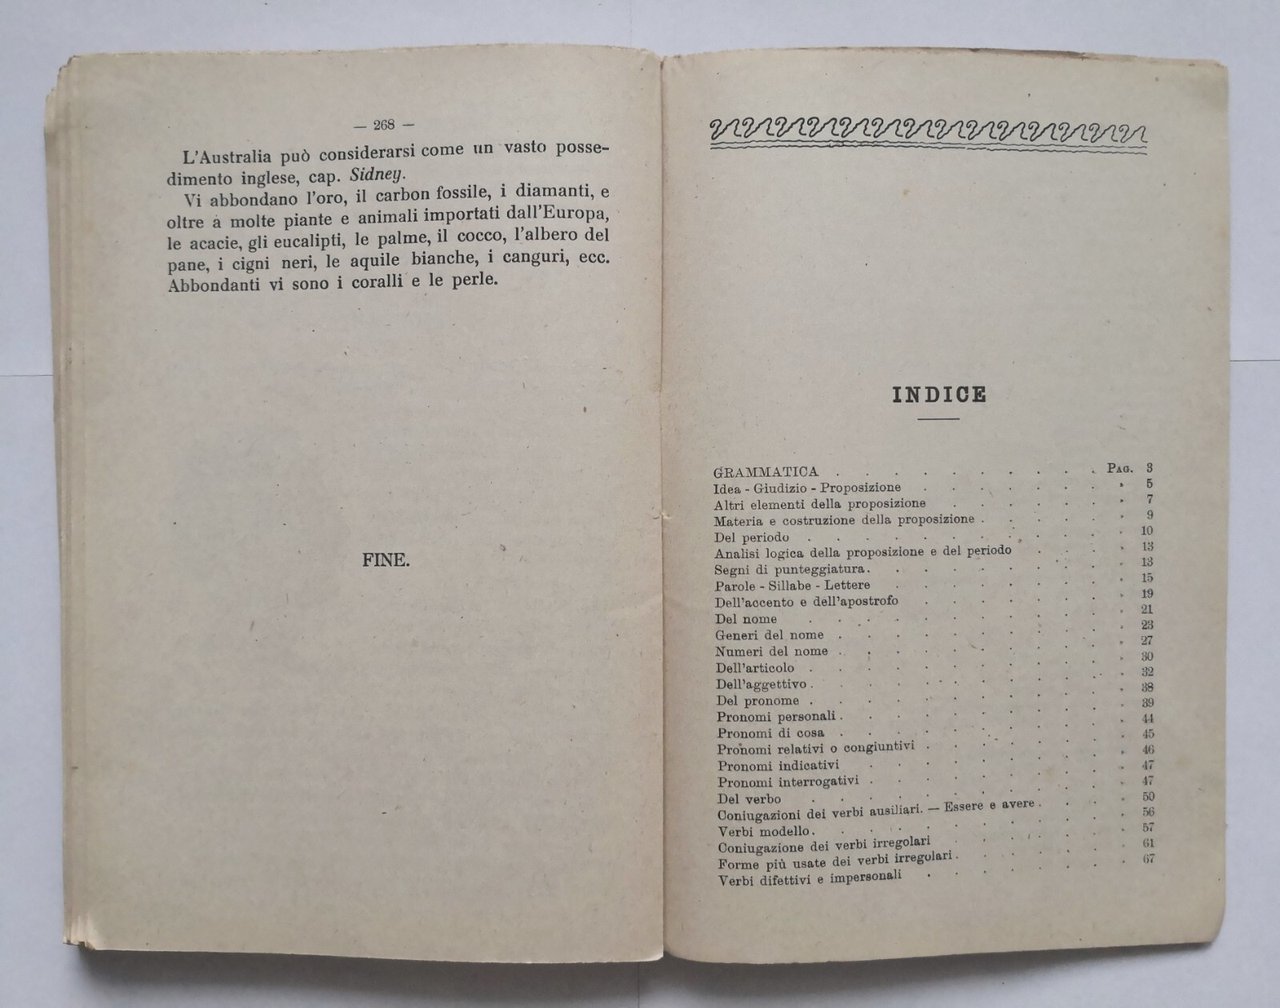 — 268 —
L'Australia può considerarsi come un vasto posse-
dimento inglese, cap. Sidney.
Vi abbondano l'oro, il carbon fossile, i diamanti, e
oltre a molte piante e animali importati dall'Europa,
le acacie, gli eucalipti, le palme, il cocco, l'albero del
pane, i cigni neri, le aquile bianche, i canguri, ecc.
Abbondanti vi sono i coralli e le perle.
FINE.
INDICE
GRAMMATICA . . . . . . . . . . Pag. 3
Idea - Giudizio - Proposizione . . . . . . » 5
Altri elementi della proposizione . . . . . . » 7
Materia e costruzione della proposizione . . . . . » 9
Del periodo . . . . . . . . . . . » 10
Analisi logica della proposizione e del periodo . . . » 13
Segni di punteggiatura . . . . . . . . . » 13
Parole - Sillabe - Lettere . . . . . . . . » 15
Dell'accento e dell'apostrofo . . . . . . . » 19
Del nome . . . . . . . . . . . » 21
Generi del nome . . . . . . . . . . » 23
Numeri del nome . . . . . . . . . . » 27
Dell'articolo . . . . . . . . . . . » 30
Dell'aggettivo . . . . . . . . . . . » 32
Del pronome . . . . . . . . . . . » 38
Pronomi personali . . . . . . . . . . » 39
Pronomi di cosa . . . . . . . . . . » 44
Pronomi relativi o congiuntivi . . . . . . . » 45
Pronomi indicativi . . . . . . . . . » 46
Pronomi interrogativi . . . . . . . . . » 47
Del verbo . . . . . . . . . . . » 47
Coniugazioni dei verbi ausiliari. — Essere e avere . . . » 50
Verbi modello . . . . . . . . . . . » 56
Coniugazione dei verbi irregolari . . . . . . » 57
Forme più usate dei verbi irregolari . . . . . . » 61
Verbi difettivi e impersonali . . . . . . . » 67